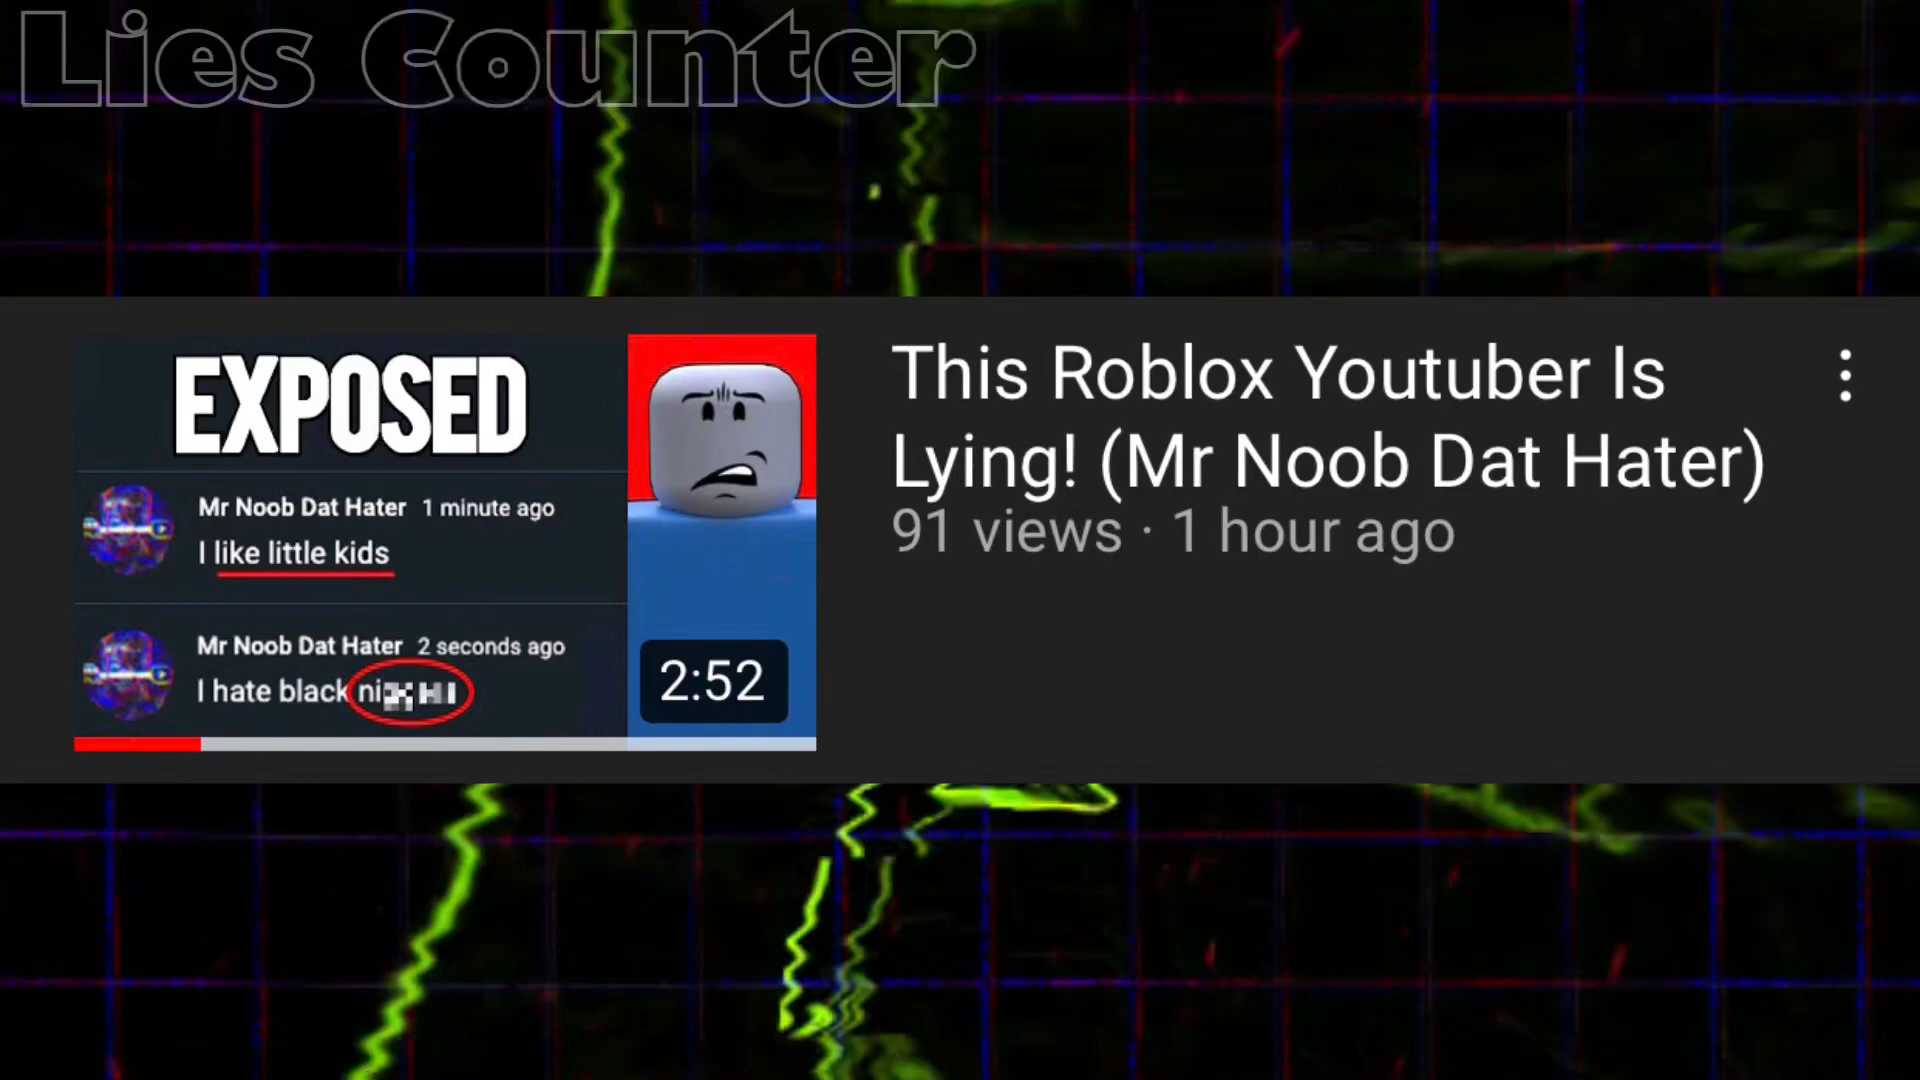 Lies Counter
EXPOSED
Mr Noob Dat Hater 1 minute ago
I like little kids
Mr Noob Dat Hater 2 seconds ago
I hate black ni
2:52
This Roblox Youtuber Is
Lying! (Mr Noob Dat Hater)
91 views · 1 hour ago